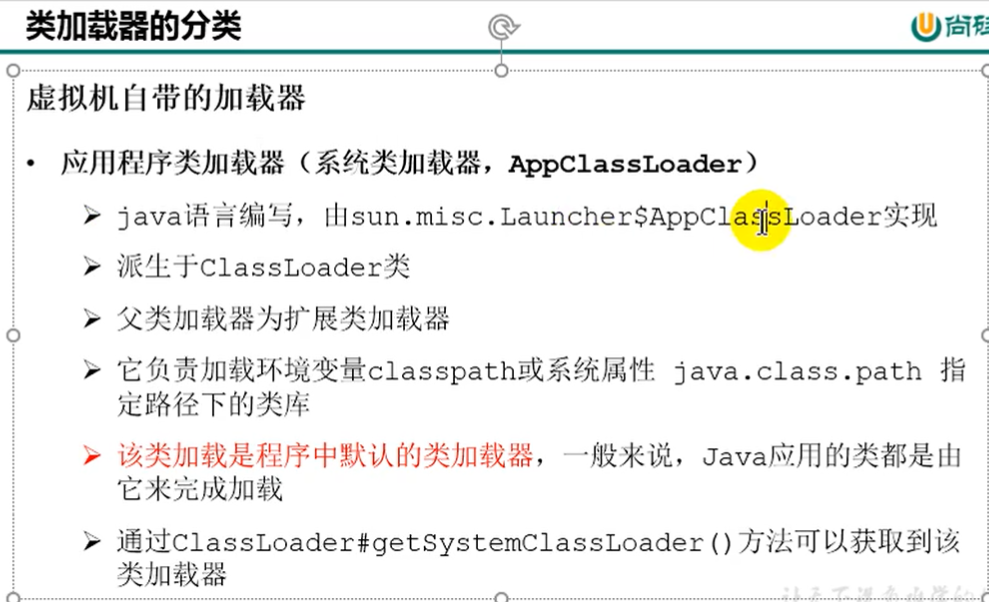 类加载器的分类
尚硅
虚拟机自带的加载器
• 应用程序类加载器（系统类加载器，AppClassLoader）
➢ java语言编写，由sun.misc.Launcher$AppClassLoader实现
➢ 派生于ClassLoader类
➢ 父类加载器为扩展类加载器
➢ 它负责加载环境变量classpath或系统属性 java.class.path 指
定路径下的类库
➢ 该类加载是程序中默认的类加载器，一般来说，Java应用的类都是由
它来完成加载
➢ 通过ClassLoader#getSystemClassLoader()方法可以获取到该
类加载器